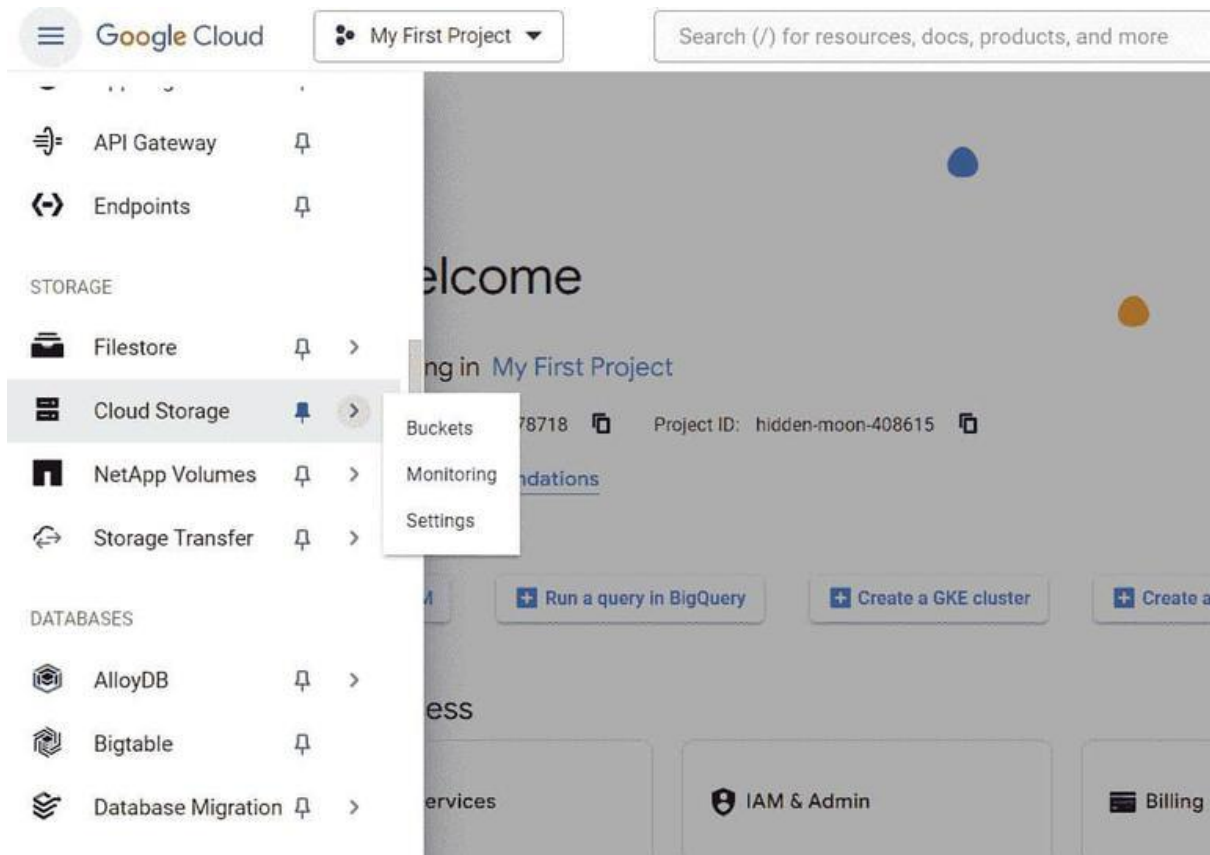 Google Cloud
My First Project
Search (/) for resources, docs, products, and more
API Gateway
Endpoints
STORAGE
Filestore
Cloud Storage
NetApp Volumes
Storage Transfer
DATABASES
AlloyDB
Bigtable
Database Migration
Buckets
Monitoring
Settings
elcome
ng in My First Project
78718 Project ID: hidden-moon-408615
ndations
Run a query in BigQuery
Create a GKE cluster
Create a
ess
ervices
IAM & Admin
Billing